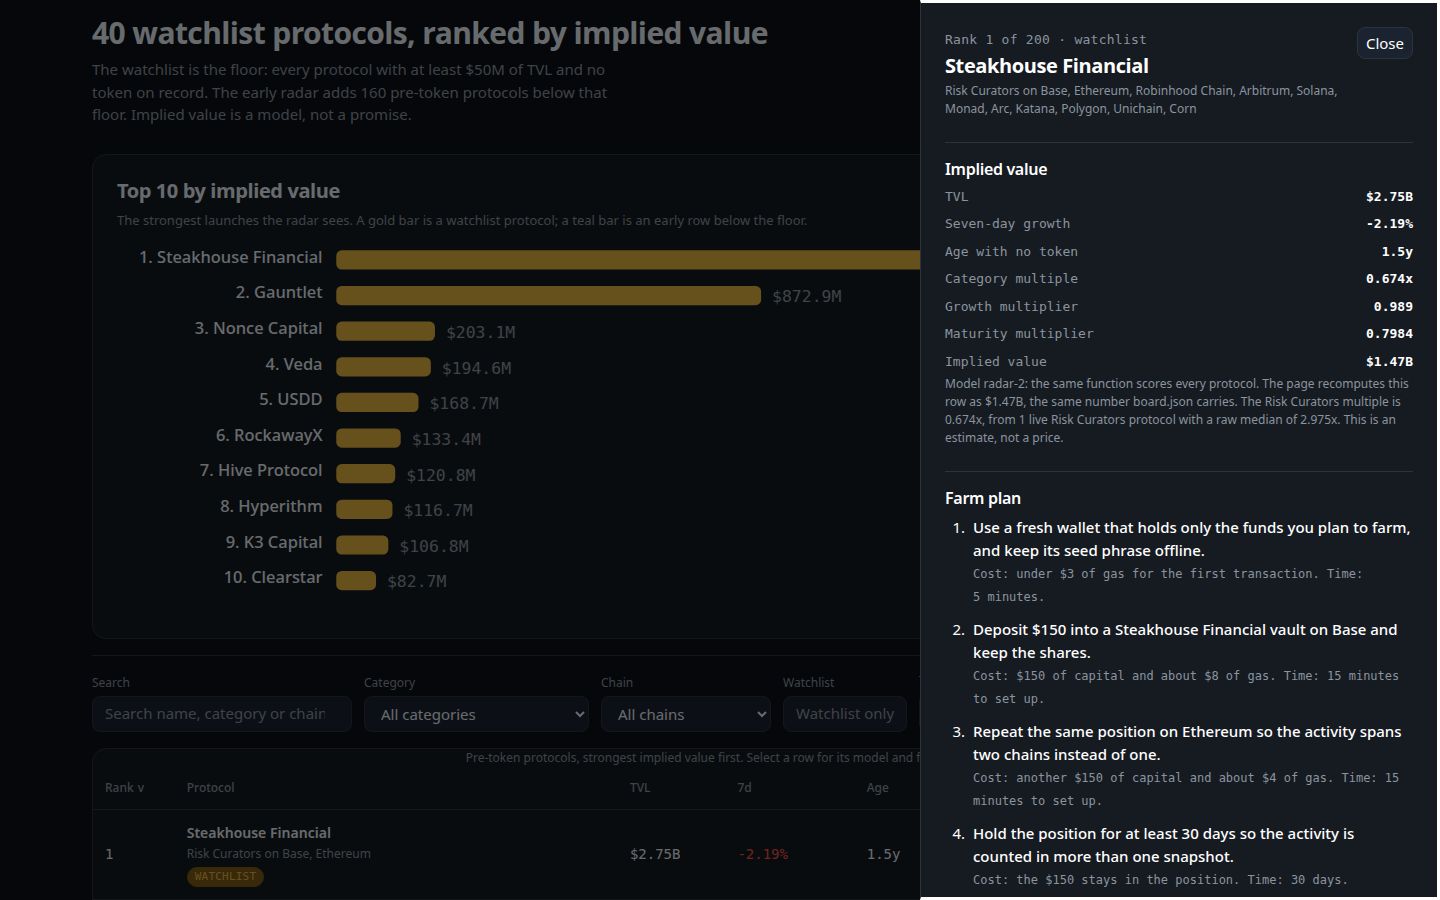 40 watchlist protocols, ranked by implied value
The watchlist is the floor: every protocol with at least $50M of TVL and no
token on record. The early radar adds 160 pre-token protocols below that
floor. Implied value is a model, not a promise.
Top 10 by implied value
The strongest launches the radar sees. A gold bar is a watchlist protocol; a teal bar is an early row below the floor.
1. Steakhouse Financial
2. Gauntlet
$872.9M
3. Nonce Capital
$203.1M
4. Veda
$194.6M
5. USDD
$168.7M
6. RockawayX
$133.4M
7. Hive Protocol
$120.8M
8. Hyperithm
$116.7M
9. K3 Capital
$106.8M
10. Clearstar
$82.7M
Search
Category
Chain
Watchlist
Search name, category or chain
All categories
All chains
Watchlist only
Pre-token protocols, strongest implied value first. Select a row for its model and f
Rank v
Protocol
TVL
7d
Age
1
Steakhouse Financial
Risk Curators on Base, Ethereum
WATCHLIST
$2.75B
-2.19%
1.5y
Rank 1 of 200 · watchlist
Close
Steakhouse Financial
Risk Curators on Base, Ethereum, Robinhood Chain, Arbitrum, Solana,
Monad, Arc, Katana, Polygon, Unichain, Corn
Implied value
TVL $2.75B
Seven-day growth -2.19%
Age with no token 1.5y
Category multiple 0.674x
Growth multiplier 0.989
Maturity multiplier 0.7984
Implied value $1.47B
Model radar-2: the same function scores every protocol. The page recomputes this
row as $1.47B, the same number board.json carries. The Risk Curators multiple is
0.674x, from 1 live Risk Curators protocol with a raw median of 2.975x. This is an
estimate, not a price.
Farm plan
1. Use a fresh wallet that holds only the funds you plan to farm,
and keep its seed phrase offline.
Cost: under $3 of gas for the first transaction. Time:
5 minutes.
2. Deposit $150 into a Steakhouse Financial vault on Base and
keep the shares.
Cost: $150 of capital and about $8 of gas. Time: 15 minutes
to set up.
3. Repeat the same position on Ethereum so the activity spans
two chains instead of one.
Cost: another $150 of capital and about $4 of gas. Time: 15
minutes to set up.
4. Hold the position for at least 30 days so the activity is
counted in more than one snapshot.
Cost: the $150 stays in the position. Time: 30 days.